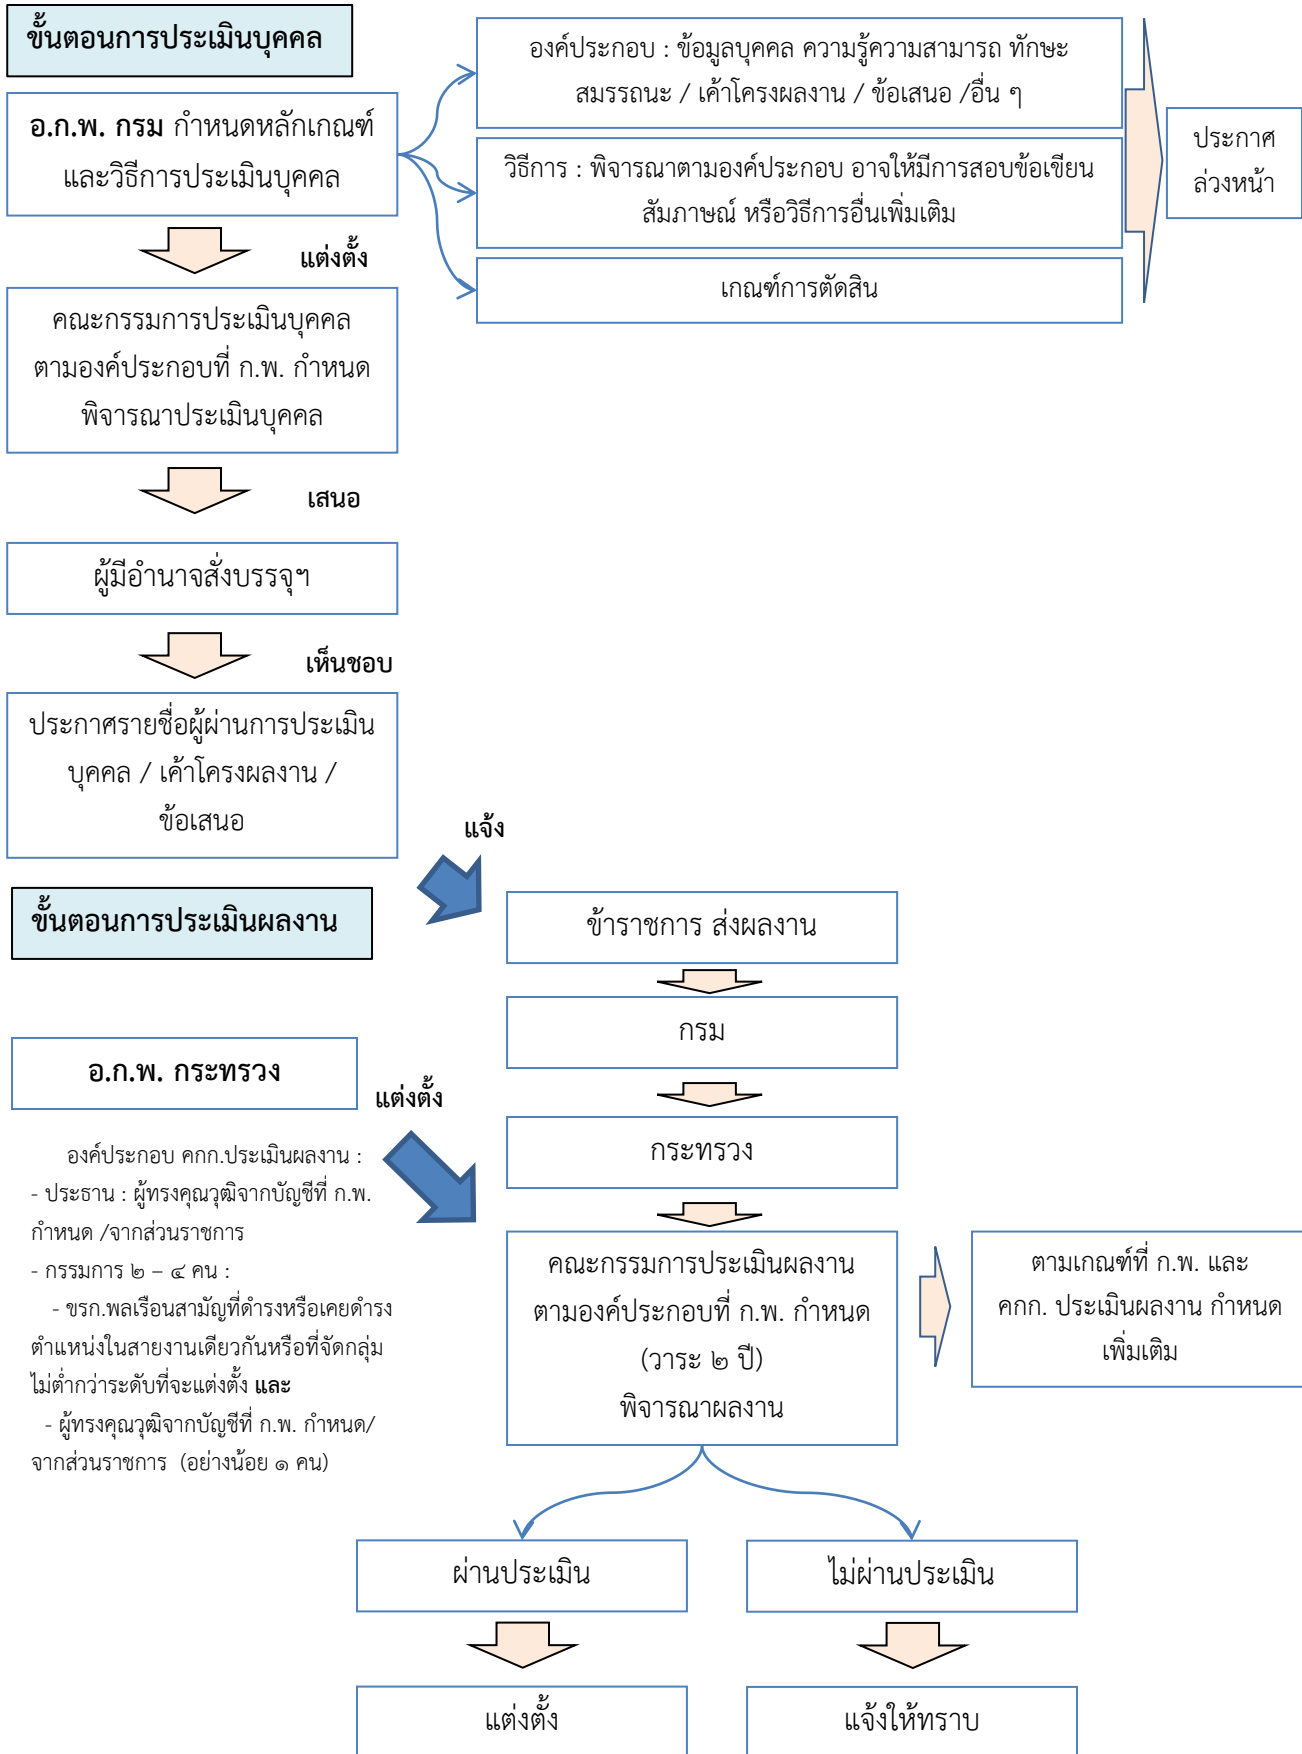 ขั้นตอนการประเมินบุคคล
อ.ก.พ. กรม กำหนดหลักเกณฑ์
และวิธีการประเมินบุคคล
องค์ประกอบ : ข้อมูลบุคคล ความรู้ความสามารถ ทักษะ
สมรรถนะ / เค้าโครงผลงาน / ข้อเสนอ /อื่น ๆ
วิธีการ : พิจารณาตามองค์ประกอบ อาจให้มีการสอบข้อเขียน
สัมภาษณ์ หรือวิธีการอื่นเพิ่มเติม
เกณฑ์การตัดสิน
ประกาศ
ล่วงหน้า
แต่งตั้ง
คณะกรรมการประเมินบุคคล
ตามองค์ประกอบที่ ก.พ. กำหนด
พิจารณาประเมินบุคคล
เสนอ
ผู้มีอำนาจสั่งบรรจุฯ
เห็นชอบ
ประกาศรายชื่อผู้ผ่านการประเมิน
บุคคล / เค้าโครงผลงาน /
ข้อเสนอ
แจ้ง
ขั้นตอนการประเมินผลงาน
ข้าราชการ ส่งผลงาน
กรม
กระทรวง
อ.ก.พ. กระทรวง
แต่งตั้ง
องค์ประกอบ คกก.ประเมินผลงาน :
- ประธาน : ผู้ทรงคุณวุฒิจากบัญชีที่ ก.พ.
กำหนด /จากส่วนราชการ
- กรรมการ ๒ – ๔ คน :
- ขรก.พลเรือนสามัญที่ดำรงหรือเคยดำรง
ตำแหน่งในสายงานเดียวกันหรือที่จัดกลุ่ม
ไม่ต่ำกว่าระดับที่จะแต่งตั้ง และ
- ผู้ทรงคุณวุฒิจากบัญชีที่ ก.พ. กำหนด/
จากส่วนราชการ (อย่างน้อย ๑ คน)
คณะกรรมการประเมินผลงาน
ตามองค์ประกอบที่ ก.พ. กำหนด
(วาระ ๒ ปี)
พิจารณาผลงาน
ตามเกณฑ์ที่ ก.พ. และ
คกก. ประเมินผลงาน กำหนด
เพิ่มเติม
ผ่านประเมิน
ไม่ผ่านประเมิน
แต่งตั้ง
แจ้งให้ทราบ